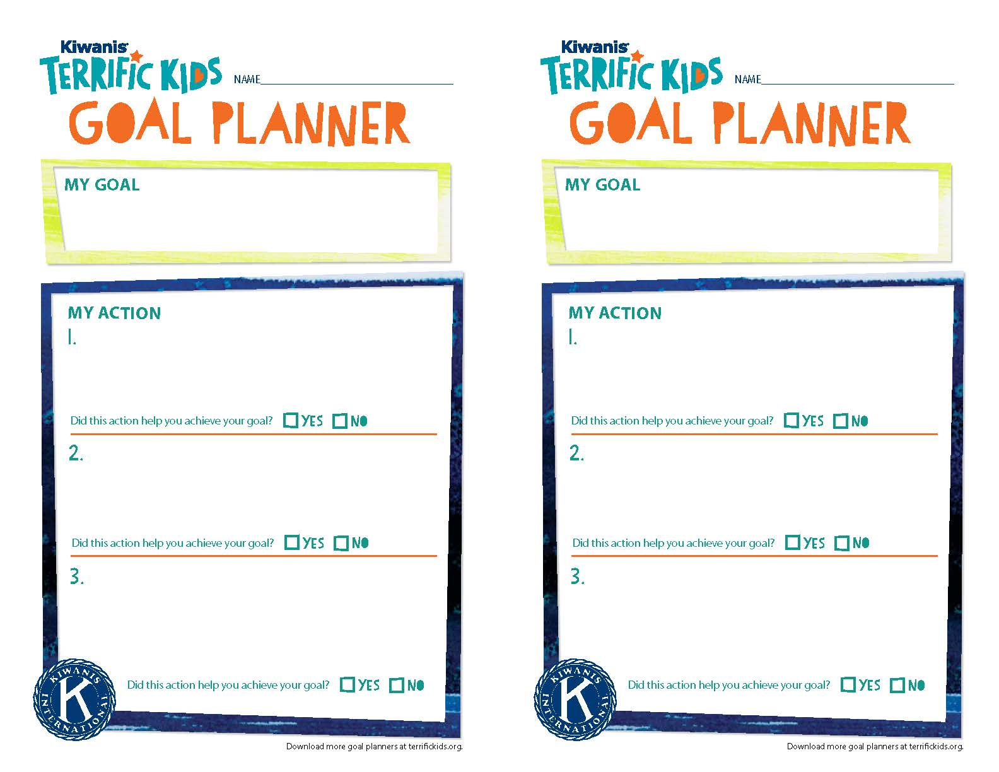 Kiwanis®
TERRIFIC KIDS
NAME
GOAL PLANNER
MY GOAL
MY ACTION
1.
Did this action help you achieve your goal? YES NO
2.
Did this action help you achieve your goal? YES NO
3.
Did this action help you achieve your goal? YES NO
KIWANIS
K
INTERNATIONAL
Download more goal planners at terrifickids.org.
Kiwanis®
TERRIFIC KIDS
NAME
GOAL PLANNER
MY GOAL
MY ACTION
1.
Did this action help you achieve your goal? YES NO
2.
Did this action help you achieve your goal? YES NO
3.
Did this action help you achieve your goal? YES NO
KIWANIS
K
INTERNATIONAL
Download more goal planners at terrifickids.org.